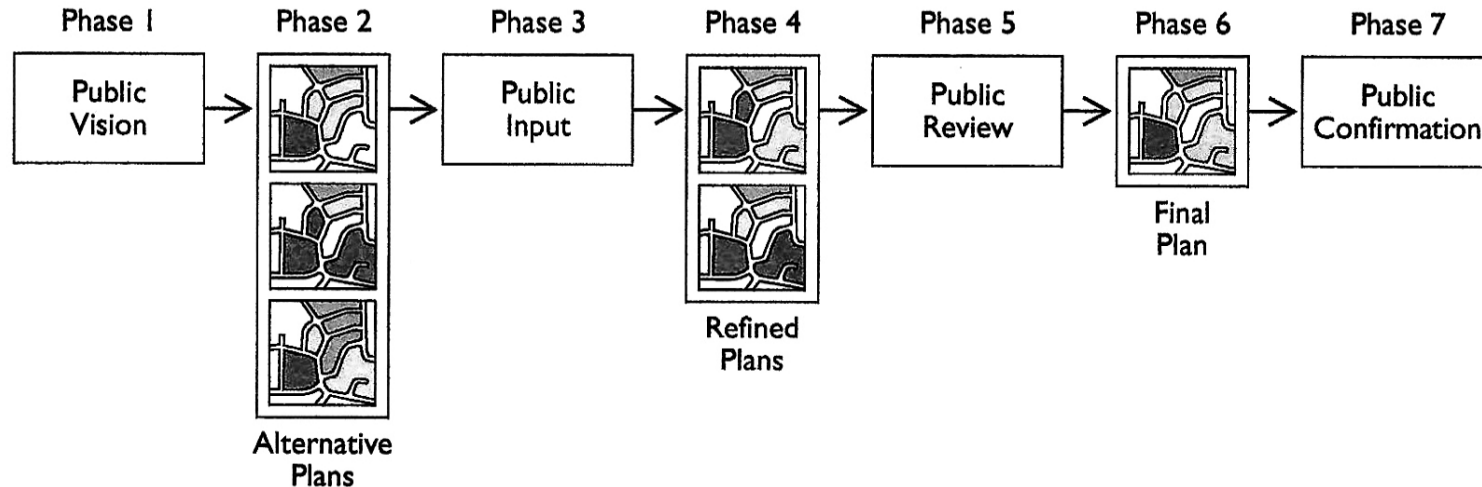 Phase 1
Phase 2
Phase 3
Phase 4
Phase 5
Phase 6
Phase 7
Public
Vision
Public
Input
Public
Review
Public
Confirmation
Final
Plan
Refined
Plans
Alternative
Plans